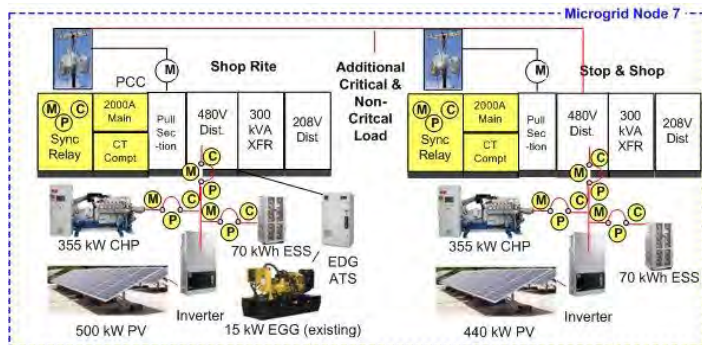 Microgrid Node 7
M
PCC
Shop Rite
Additional
Critical &
Non-
Critcal
Load
M
Stop & Shop
M C
P
Sync
Relay
2000A
Main
CT
Compt
Pull
Sec
-tion
480V
Dist.
300
kVA
XFR
208V
Dist
M C
P
Sync
Relay
2000A
Main
CT
Compt
Pull
Sec
-tion
480V
Dist.
300
kVA
XFR
208V
Dist
M C
P
M C
P
M C
P
355 kW CHP
70 kWh ESS
EDG
ATS
500 kW PV
Inverter
15 kW EGG (existing)
M C
P
M C
P
M C
P
355 kW CHP
70 kWh ESS
440 kW PV
Inverter